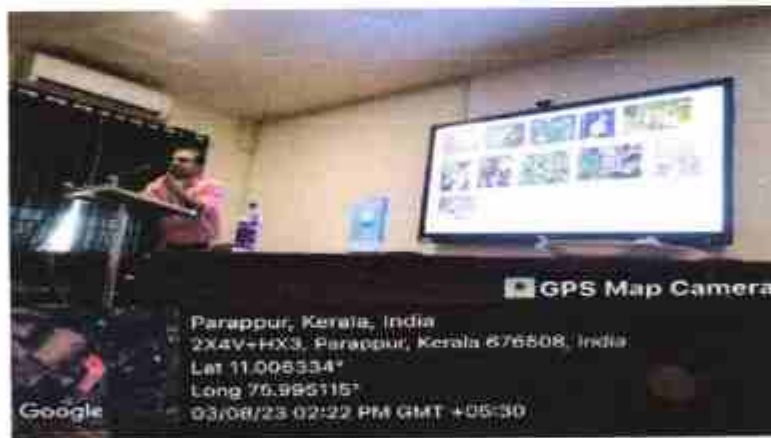 GPS Map Camera
Parappur, Kerala, India
2X4V+HX3, Parappur, Kerala 676508, India
Lat 11.006334°
Long 75.995115°
03/08/23 02:22 PM GMT +05:30
Google